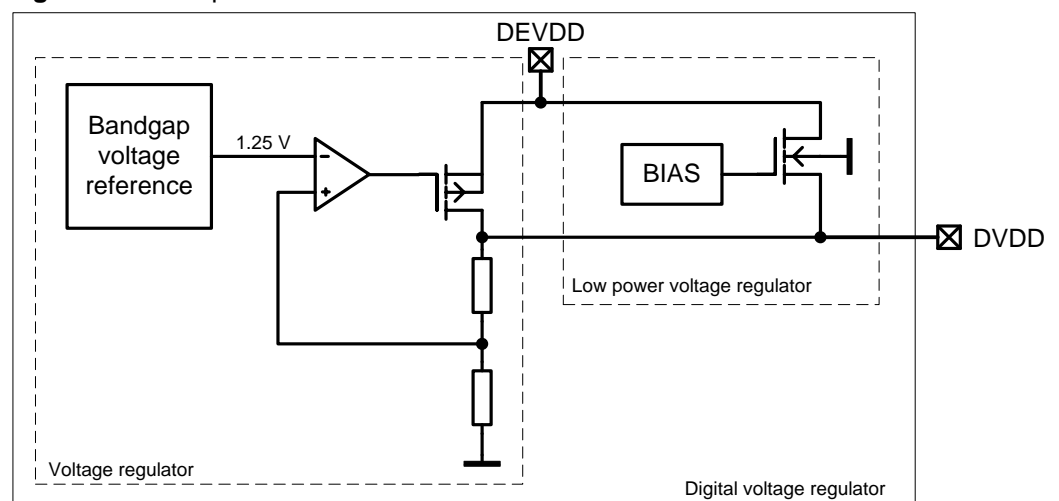 DEVDD
Bandgap
voltage
reference
1.25 V
−
+
BIAS
DVDD
Low power voltage regulator
Voltage regulator
Digital voltage regulator